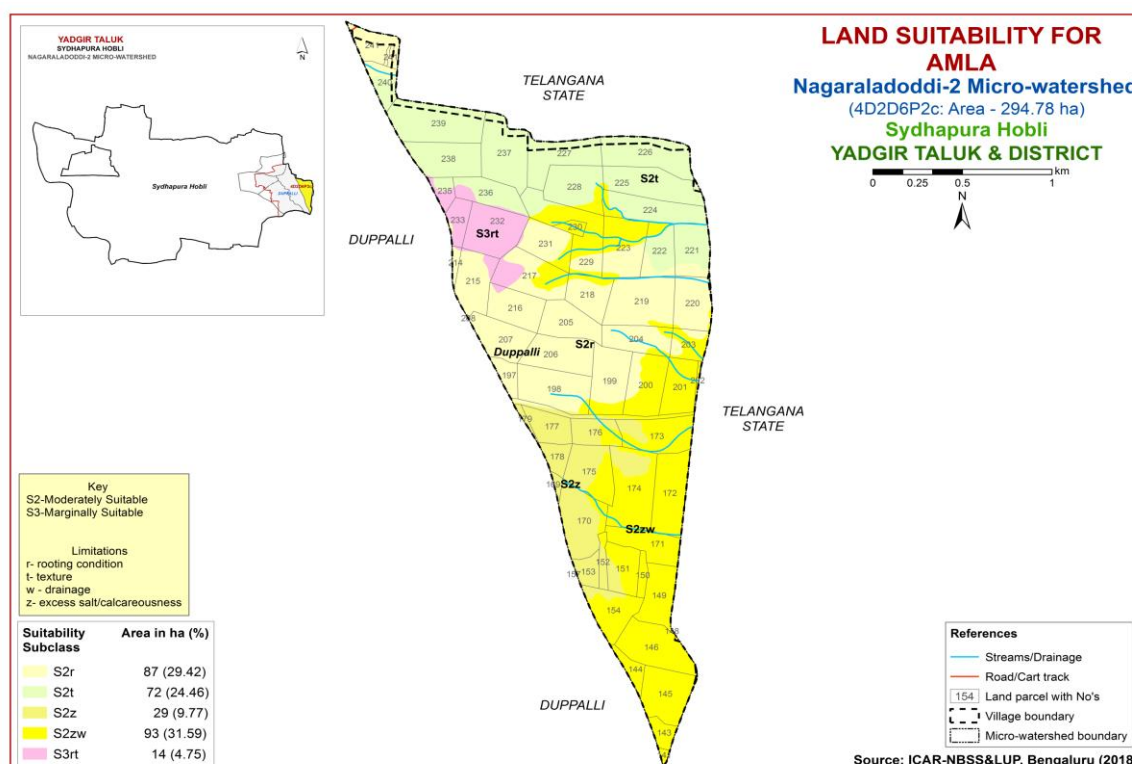 YADGIR TALUK
SYDHAPURA HOBLI
NAGARALADODDI-2 MICRO-WATERSHED
N
Sydhapura Hobli
DUPPALLI
LAND SUITABILITY FOR
AMLA
Nagaraladoddi-2 Micro-watershed
(4D2D6P2c: Area - 294.78 ha)
Sydhapura Hobli
YADGIR TALUK & DISTRICT
0 0.25 0.5 1
km
N
TELANGANA
STATE
240
239
238
237
227
226
235
236
228
225
S2t
224
233
232
S3rt
231
230
223
222
221
DUPPALLI
214
215
217
229
218
219
220
216
205
207
Duppalli
206
S2r
204
203
197
198
199
200
201
TELANGANA
STATE
179
177
176
173
178
175
169
S2z
174
172
170
S2zw
171
152
153
151
150
149
154
146
144
145
DUPPALLI
143
Key
S2-Moderately Suitable
S3-Marginally Suitable
Limitations
r- rooting condition
t- texture
w - drainage
z- excess salt/calcareousness
Suitability Subclass Area in ha (%)
S2r 87 (29.42)
S2t 72 (24.46)
S2z 29 (9.77)
S2zw 93 (31.59)
S3rt 14 (4.75)
References
Streams/Drainage
Road/Cart track
154 Land parcel with No's
Village boundary
Micro-watershed boundary
Source: ICAR-NBSS&LUP, Bengaluru (2018